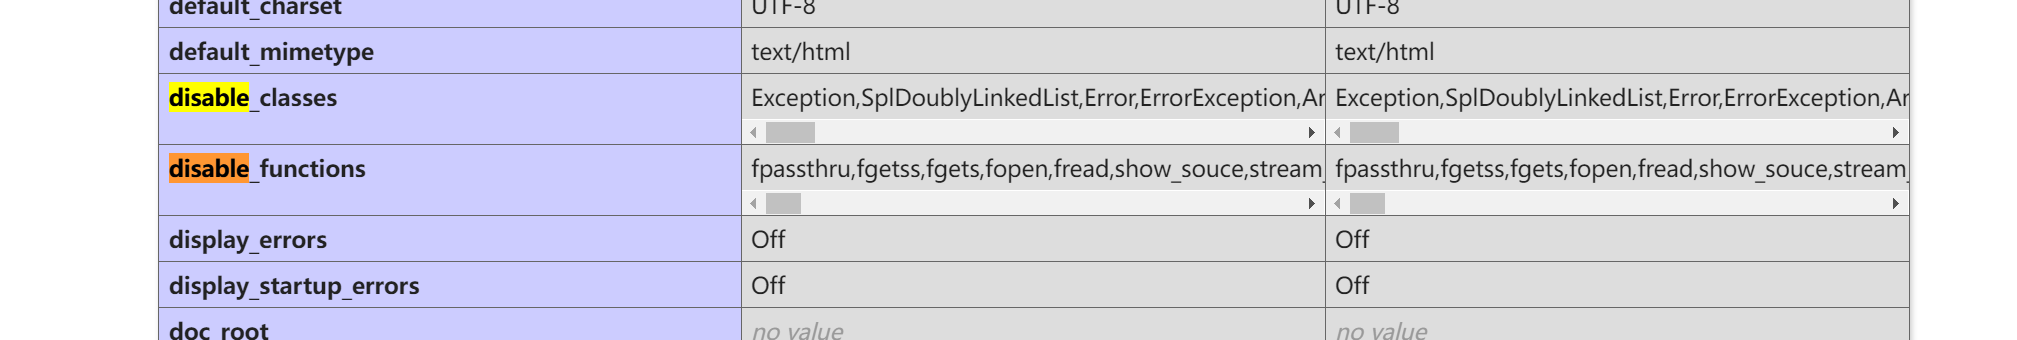 default_charset UTF-8 UTF-8
default_mimetype text/html text/html
disable_classes Exception,SplDoublyLinkedList,Error,ErrorException,Ar Exception,SplDoublyLinkedList,Error,ErrorException,Ar
disable_functions fpassthru,fgetss,fgets,fopen,fread,show_souce,stream_ fpassthru,fgetss,fgets,fopen,fread,show_souce,stream_
display_errors Off Off
display_startup_errors Off Off
doc_root no value no value